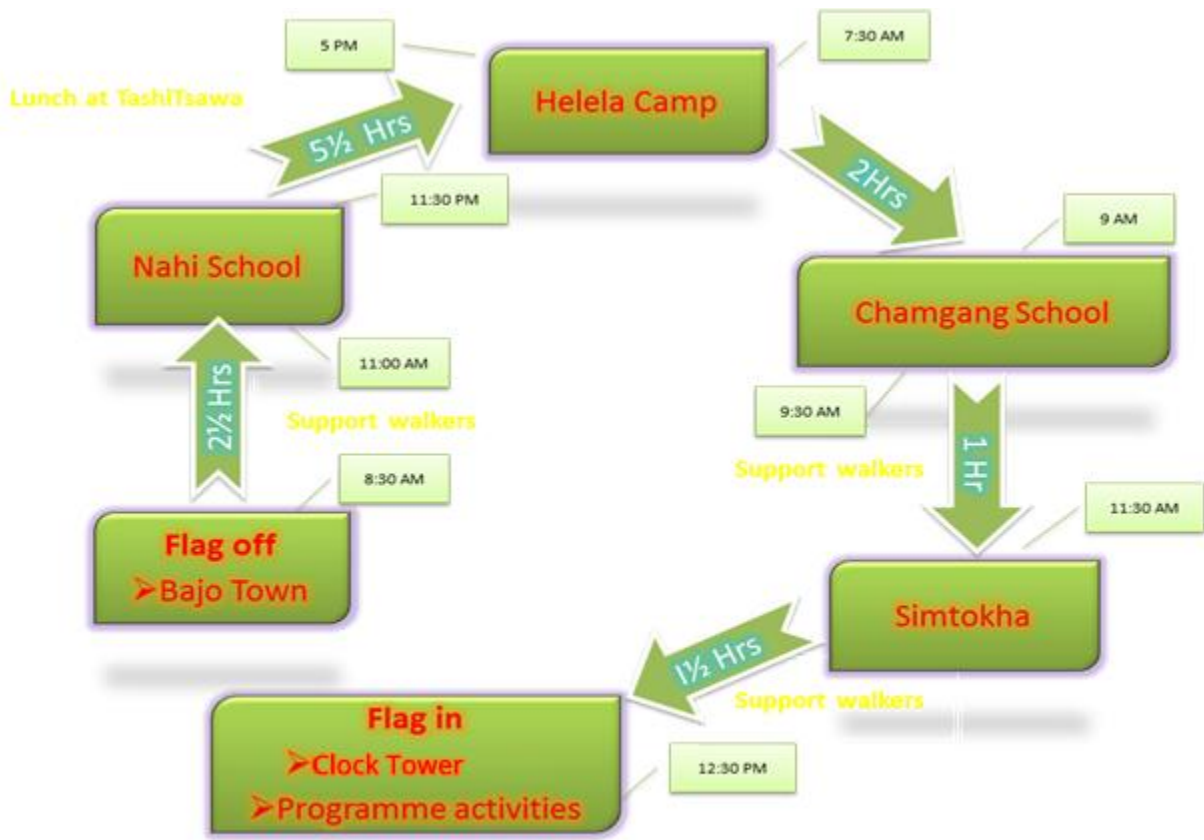 5 PM
7:30 AM
Lunch at TashiTsawa
Helela Camp
5½ Hrs
2Hrs
11:30 PM
9 AM
Nahi School
Chamgang School
11:00 AM
2½ Hrs
9:30 AM
Support walkers
1 Hr
Support walkers
8:30 AM
11:30 AM
Flag off
➢Bajo Town
Simtokha
I½ Hrs
Support walkers
Flag in
➢Clock Tower
➢Programme activities
12:30 PM